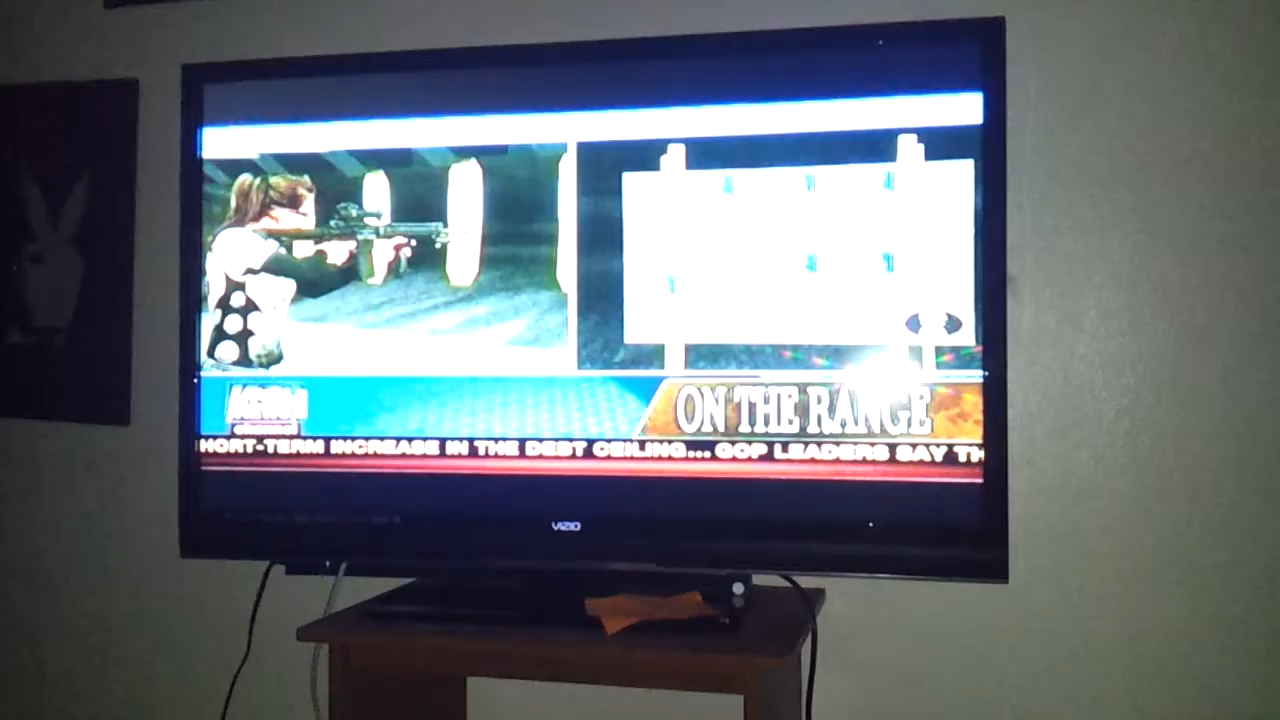 ON THE RANGE
HORT-TERM INCREASE IN THE DEBT CEILING... GOP LEADERS SAY TH
VIZIO